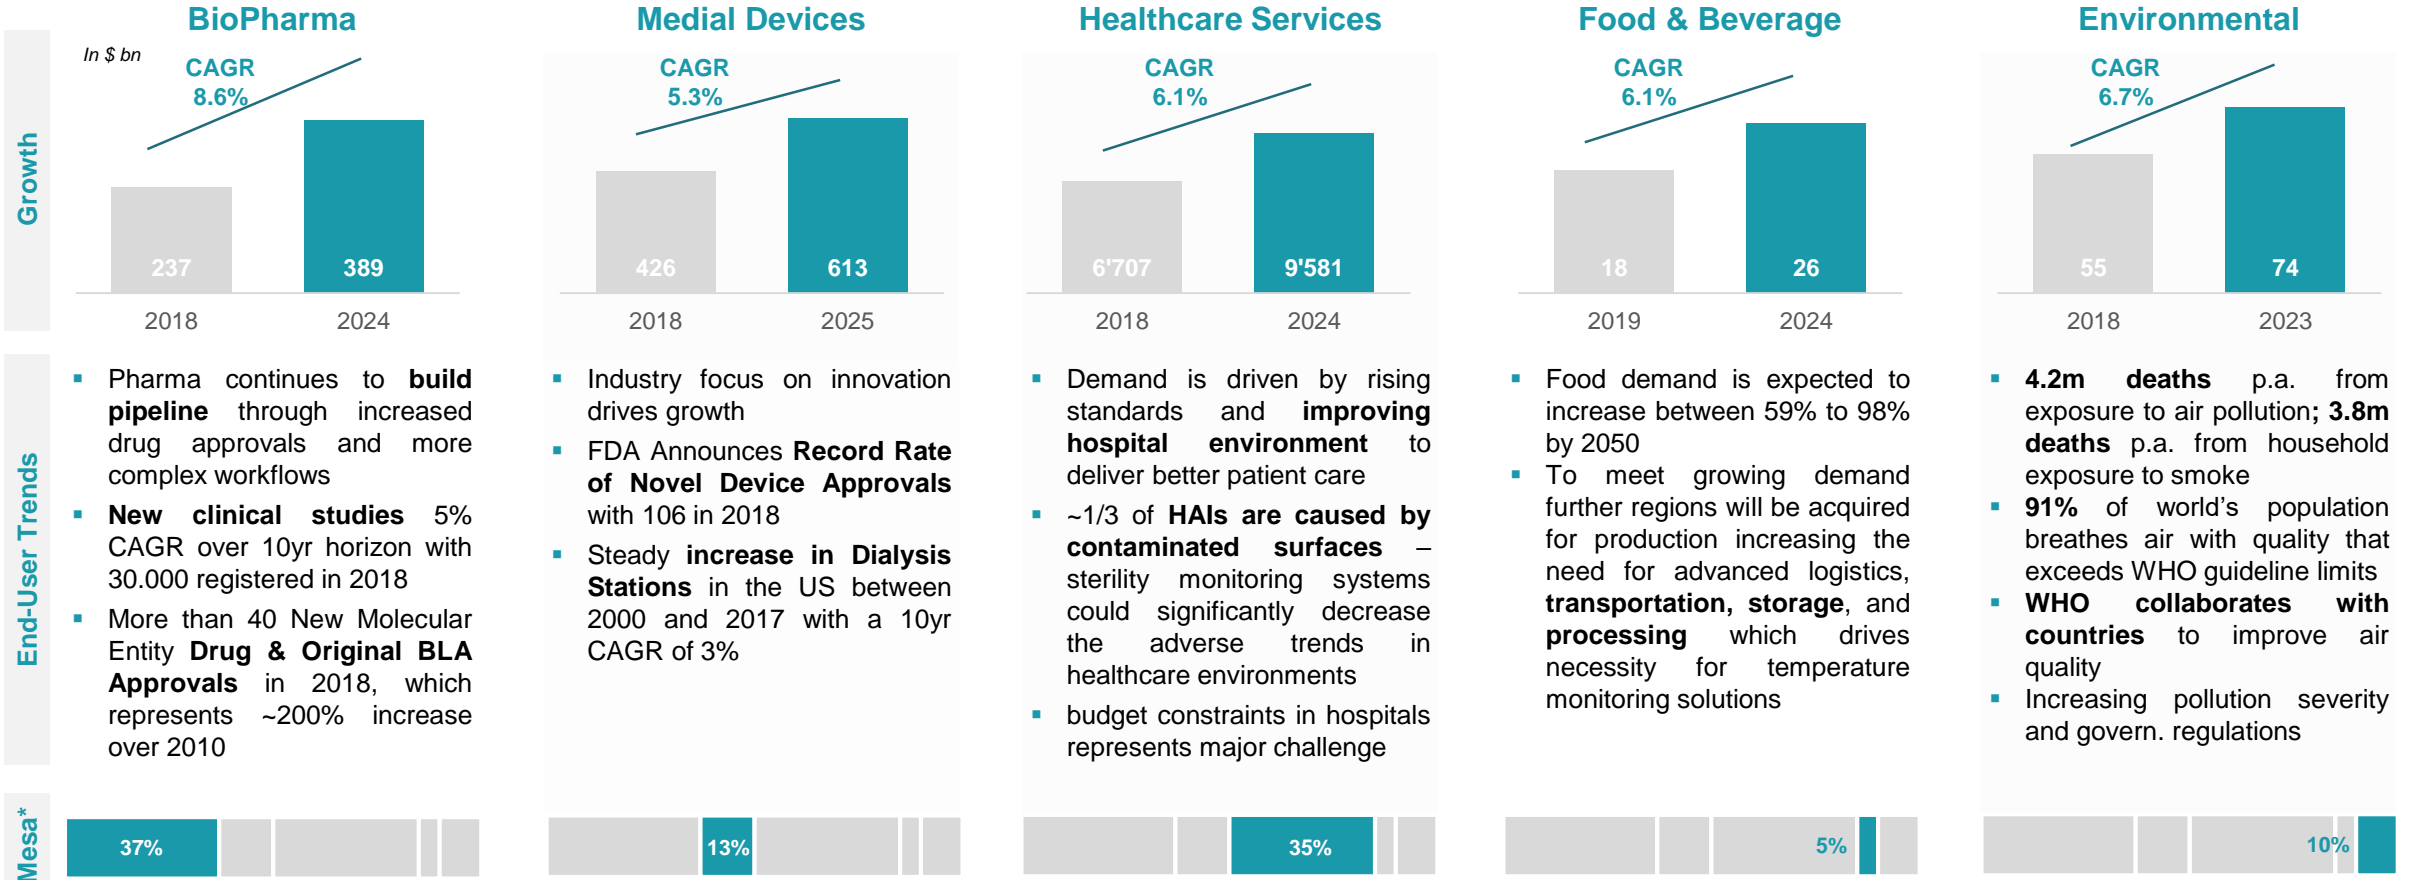 BioPharma
Medial Devices
Healthcare Services
Food & Beverage
Environmental
Growth
In $ bn
CAGR
8.6%
237
389
2018
2024
CAGR
5.3%
426
613
2018
2025
CAGR
6.1%
6'707
9'581
2018
2024
CAGR
6.1%
18
26
2019
2024
CAGR
6.7%
55
74
2018
2023
End-User Trends
▪ Pharma continues to build
pipeline through increased
drug approvals and more
complex workflows
▪ New clinical studies 5%
CAGR over 10yr horizon with
30.000 registered in 2018
▪ More than 40 New Molecular
Entity Drug & Original BLA
Approvals in 2018, which
represents ~200% increase
over 2010
▪ Industry focus on innovation
drives growth
▪ FDA Announces Record Rate
of Novel Device Approvals
with 106 in 2018
▪ Steady increase in Dialysis
Stations in the US between
2000 and 2017 with a 10yr
CAGR of 3%
▪ Demand is driven by rising
standards and improving
hospital environment to
deliver better patient care
▪ ~1/3 of HAIs are caused by
contaminated surfaces –
sterility monitoring systems
could significantly decrease
the adverse trends in
healthcare environments
▪ budget constraints in hospitals
represents major challenge
▪ Food demand is expected to
increase between 59% to 98%
by 2050
▪ To meet growing demand
further regions will be acquired
for production increasing the
need for advanced logistics,
transportation, storage, and
processing which drives
necessity for temperature
monitoring solutions
▪ 4.2m deaths p.a. from
exposure to air pollution; 3.8m
deaths p.a. from household
exposure to smoke
▪ 91% of world's population
breathes air with quality that
exceeds WHO guideline limits
▪ WHO collaborates with
countries to improve air
quality
▪ Increasing pollution severity
and govern. regulations
Mesa*
37%
13%
35%
5%
10%